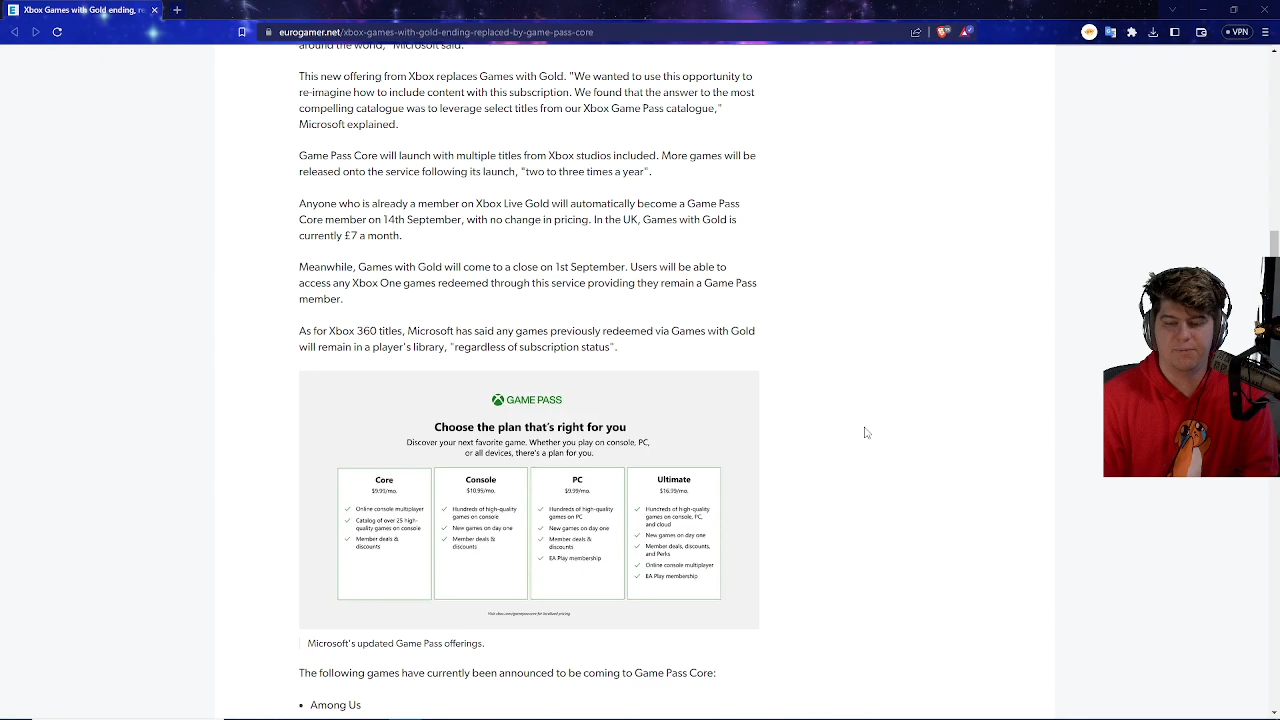 Xbox Games with Gold ending, re
eurogamer.net/xbox-games-with-gold-ending-replaced-by-game-pass-core
VPN
around the world," Microsoft said.
This new offering from Xbox replaces Games with Gold. "We wanted to use this opportunity to
re-imagine how to include content with this subscription. We found that the answer to the most
compelling catalogue was to leverage select titles from our Xbox Game Pass catalogue,"
Microsoft explained.
Game Pass Core will launch with multiple titles from Xbox studios included. More games will be
released onto the service following its launch, "two to three times a year".
Anyone who is already a member on Xbox Live Gold will automatically become a Game Pass
Core member on 14th September, with no change in pricing. In the UK, Games with Gold is
currently £7 a month.
Meanwhile, Games with Gold will come to a close on 1st September. Users will be able to
access any Xbox One games redeemed through this service providing they remain a Game Pass
member.
As for Xbox 360 titles, Microsoft has said any games previously redeemed via Games with Gold
will remain in a player's library, "regardless of subscription status".
GAME PASS
Choose the plan that's right for you
Discover your next favorite game. Whether you play on console, PC,
or all devices, there's a plan for you.
Core
$9.99/mo.
Online console multiplayer
Catalog of over 25 high-
quality games on console
Member deals &
discounts
Console
$10.99/mo.
Hundreds of high-quality
games on console
New games on day one
Member deals &
discounts
PC
$9.99/mo.
Hundreds of high-quality
games on PC
New games on day one
Member deals &
discounts
EA Play membership
Ultimate
$16.99/mo.
Hundreds of high-quality
games on console, PC,
and cloud
New games on day one
Member deals, discounts,
and Perks
Online console multiplayer
EA Play membership
Microsoft's updated Game Pass offerings.
The following games have currently been announced to be coming to Game Pass Core:
• Among Us